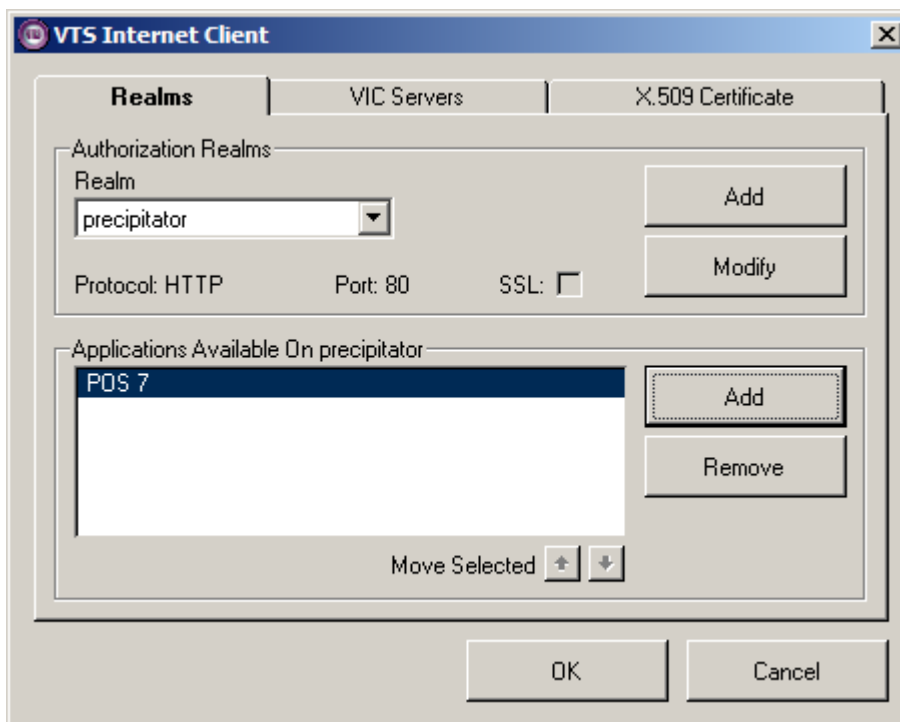 VTS Internet Client
Realms
VIC Servers
X.509 Certificate
Authorization Realms
Realm
precipitator
Add
Modify
Protocol: HTTP
Port: 80
SSL:
Applications Available On precipitator
POS 7
Add
Remove
Move Selected
OK
Cancel